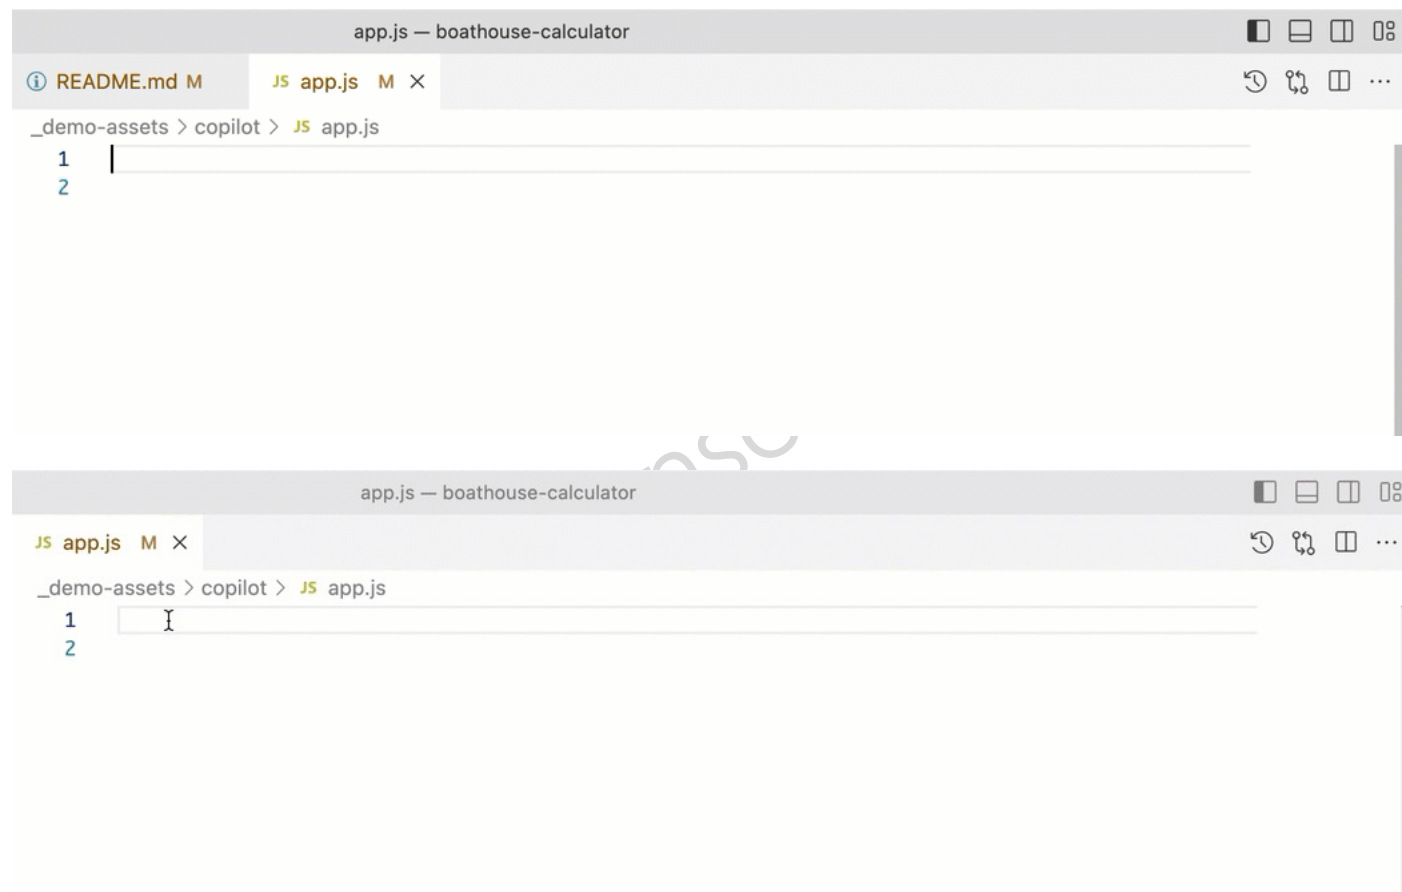 app.js — boathouse-calculator
README.md M JS app.js M
_demo-assets > copilot > JS app.js
1
2
app.js — boathouse-calculator
JS app.js M
_demo-assets > copilot > JS app.js
1
2